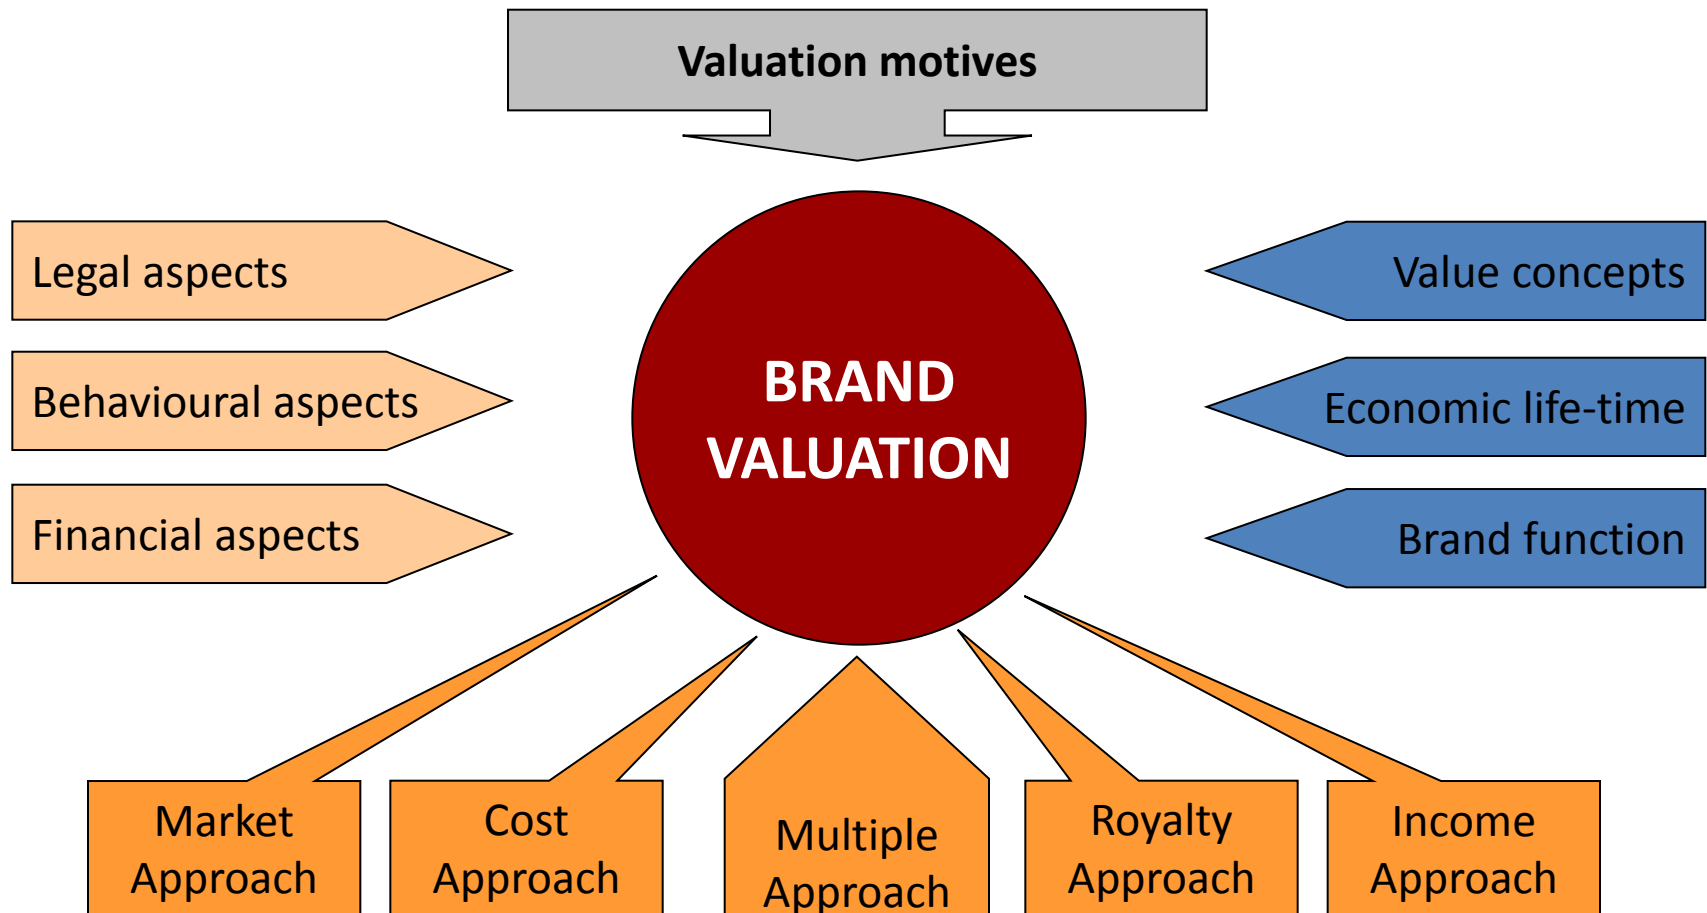 Valuation motives
Legal aspects
Behavioural aspects
Financial aspects
BRAND
VALUATION
Value concepts
Economic life-time
Brand function
Market
Approach
Cost
Approach
Multiple
Approach
Royalty
Approach
Income
Approach